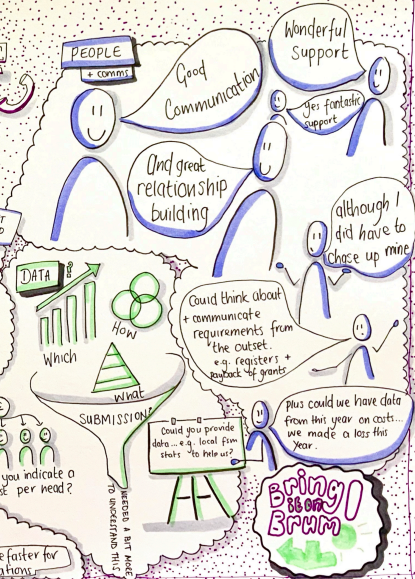 PEOPLE
+ comms
Good
Communication
Wonderful
Support
Yes fantastic
support
And great
relationship
building
although I
did have to
chase up mine
Could think about
+ communicate
requirements from
the outset.
e.g. registers +
payback of grants
Plus could we have data
from this year on costs...
we made a loss this
year.
DATA
Which
How
What
SUBMISSION?
NEEDED A BIT MORE
TO UNDERSTAND THIS
Could you provide
data... e.g. local fsm
stats to help us?
you indicate a
per head?
faster for
Bring
it on
Brum!